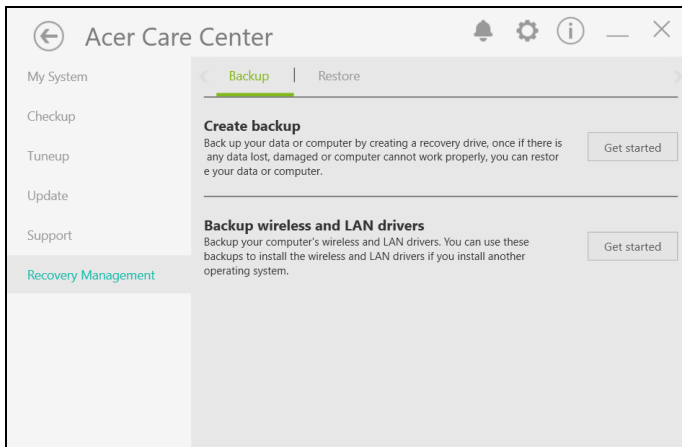 Acer Care Center
My System
Checkup
Tuneup
Update
Support
Recovery Management
Backup
Restore
Create backup
Back up your data or computer by creating a recovery drive, once if there is
any data lost, damaged or computer cannot work properly, you can restor
e your data or computer.
Get started
Backup wireless and LAN drivers
Backup your computer's wireless and LAN drivers. You can use these
backups to install the wireless and LAN drivers if you install another
operating system.
Get started